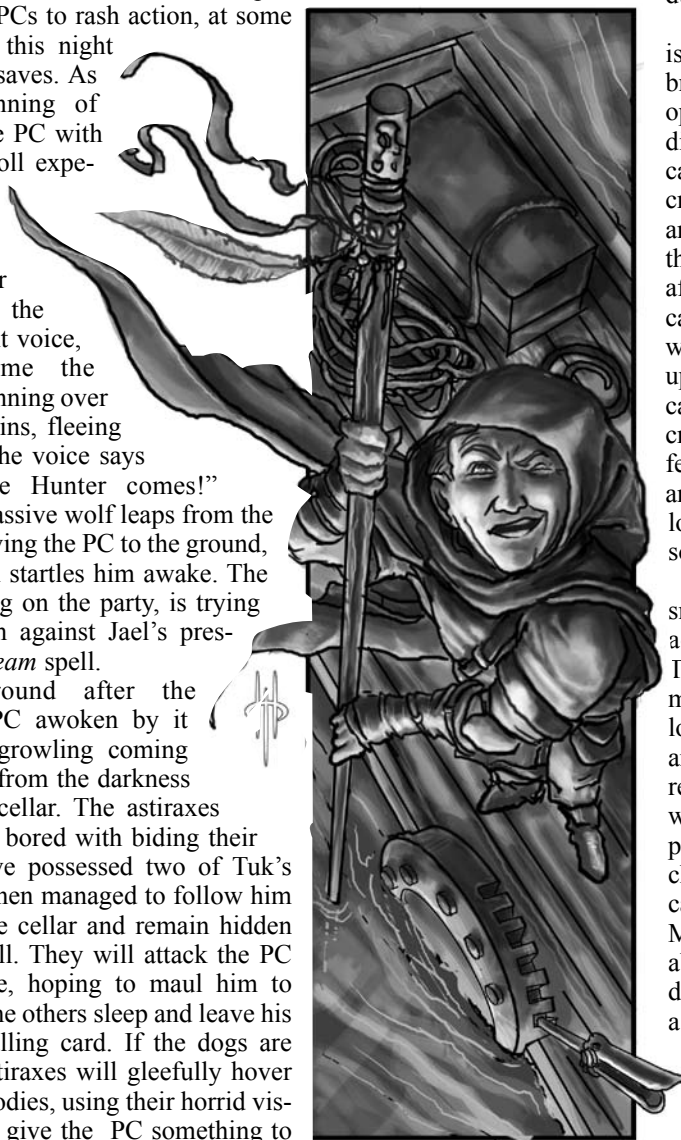 PCs to rash action, at some
this night
saves. As
nning of
e PC with
oll expe-
r
the
t voice,
me the
nning over
ins, fleeing
he voice says
e Hunter comes!”
assive wolf leaps from the
ving the PC to the ground,
startles him awake. The
g on the party, is trying
n against Jael’s pres-
eam spell.
ound after the
PC awoken by it
growling coming
from the darkness
cellar. The astiraxes
bored with biding their
ve possessed two of Tuk’s
hen managed to follow him
e cellar and remain hidden
ll. They will attack the PC
e, hoping to maul him to
he others sleep and leave his
lling card. If the dogs are
tiraxes will gleefully hover
odies, using their horrid vis-
give the PC something to